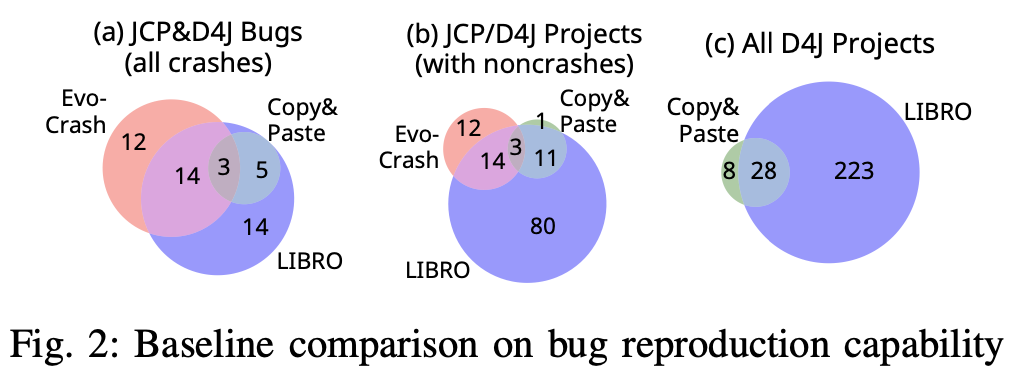 (a) JCP&D4J Bugs
(all crashes)
Evo-
Crash
Copy&
Paste
12
14
3
5
14
LIBRO
(b) JCP/D4J Projects
(with noncrashes)
Evo-
Crash
Copy&
Paste
12
1
3
14
11
80
LIBRO
(c) All D4J Projects
Copy&
Paste
LIBRO
8
28
223
Fig. 2: Baseline comparison on bug reproduction capability